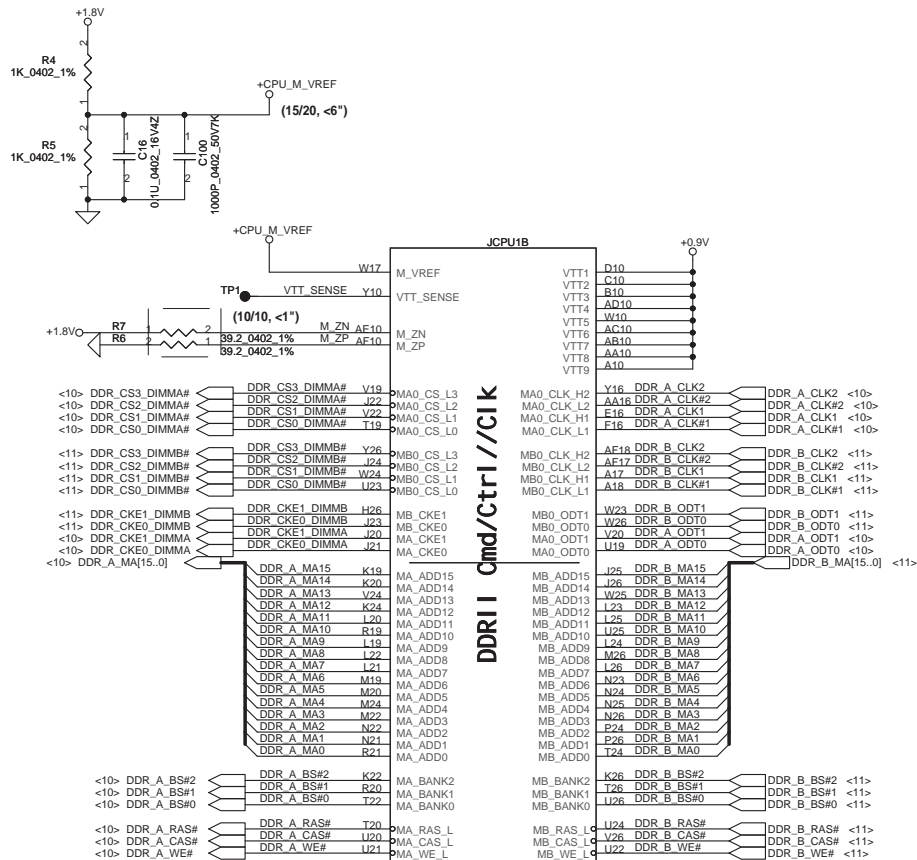 +1.8V
2
R4
1K_0402_1%
1
+CPU_M_VREF
(15/20, <6")
2
R5
1K_0402_1%
1
1
2
C16
0.1U_0402_16V4Z
1
2
C100
1000P_0402_50V7K
+CPU_M_VREF
JCPU1B
+0.9V
W17 M_VREF VTT1 D10
VTT2 C10
TP1 VTT_SENSE Y10 VTT_SENSE VTT3 B10
VTT4 AD10
(10/10, <1") VTT5 W10
+1.8V R7 1 2 39.2_0402_1% M_ZN AE10 M_ZN VTT6 AC10
R6 2 1 39.2_0402_1% M_ZP AF10 M_ZP VTT7 AB10
VTT8 AA10
VTT9 A10
<10> DDR_CS3_DIMMA# DDR_CS3_DIMMA# V19 MA0_CS_L3 MA0_CLK_H2 Y16 DDR_A_CLK2 DDR_A_CLK2 <10>
<10> DDR_CS2_DIMMA# DDR_CS2_DIMMA# J22 MA0_CS_L2 MA0_CLK_L2 AA16 DDR_A_CLK#2 DDR_A_CLK#2 <10>
<10> DDR_CS1_DIMMA# DDR_CS1_DIMMA# V22 MA0_CS_L1 MA0_CLK_H1 E16 DDR_A_CLK1 DDR_A_CLK1 <10>
<10> DDR_CS0_DIMMA# DDR_CS0_DIMMA# T19 MA0_CS_L0 MA0_CLK_L1 F16 DDR_A_CLK#1 DDR_A_CLK#1 <10>
<11> DDR_CS3_DIMMB# DDR_CS3_DIMMB# Y26 MB0_CS_L3 MB0_CLK_H2 AF18 DDR_B_CLK2 DDR_B_CLK2 <11>
<11> DDR_CS2_DIMMB# DDR_CS2_DIMMB# J24 MB0_CS_L2 MB0_CLK_L2 AF17 DDR_B_CLK#2 DDR_B_CLK#2 <11>
<11> DDR_CS1_DIMMB# DDR_CS1_DIMMB# W24 MB0_CS_L1 MB0_CLK_H1 A17 DDR_B_CLK1 DDR_B_CLK1 <11>
<11> DDR_CS0_DIMMB# DDR_CS0_DIMMB# U23 MB0_CS_L0 MB0_CLK_L1 A18 DDR_B_CLK#1 DDR_B_CLK#1 <11>
<11> DDR_CKE1_DIMMB DDR_CKE1_DIMMB H26 MB_CKE1 MB0_ODT1 W23 DDR_B_ODT1 DDR_B_ODT1 <11>
<11> DDR_CKE0_DIMMB DDR_CKE0_DIMMB J23 MB_CKE0 MB0_ODT0 W26 DDR_B_ODT0 DDR_B_ODT0 <11>
<10> DDR_CKE1_DIMMA DDR_CKE1_DIMMA J20 MA_CKE1 MA0_ODT1 V20 DDR_A_ODT1 DDR_A_ODT1 <10>
<10> DDR_CKE0_DIMMA DDR_CKE0_DIMMA J21 MA_CKE0 MA0_ODT0 U19 DDR_A_ODT0 DDR_A_ODT0 <10>
<10> DDR_A_MA[15..0] DDR_B_MA[15..0] <11>
DDRII Cmd/Ctrl//Clk
DDR_A_MA15 K19 MA_ADD15 MB_ADD15 J25 DDR_B_MA15
DDR_A_MA14 K20 MA_ADD14 MB_ADD14 J26 DDR_B_MA14
DDR_A_MA13 V24 MA_ADD13 MB_ADD13 W25 DDR_B_MA13
DDR_A_MA12 K24 MA_ADD12 MB_ADD12 L23 DDR_B_MA12
DDR_A_MA11 L20 MA_ADD11 MB_ADD11 L25 DDR_B_MA11
DDR_A_MA10 R19 MA_ADD10 MB_ADD10 U25 DDR_B_MA10
DDR_A_MA9 L19 MA_ADD9 MB_ADD9 L24 DDR_B_MA9
DDR_A_MA8 L22 MA_ADD8 MB_ADD8 M26 DDR_B_MA8
DDR_A_MA7 L21 MA_ADD7 MB_ADD7 L26 DDR_B_MA7
DDR_A_MA6 M19 MA_ADD6 MB_ADD6 N23 DDR_B_MA6
DDR_A_MA5 M20 MA_ADD5 MB_ADD5 N24 DDR_B_MA5
DDR_A_MA4 M24 MA_ADD4 MB_ADD4 N25 DDR_B_MA4
DDR_A_MA3 M22 MA_ADD3 MB_ADD3 N26 DDR_B_MA3
DDR_A_MA2 N22 MA_ADD2 MB_ADD2 P24 DDR_B_MA2
DDR_A_MA1 N21 MA_ADD1 MB_ADD1 P26 DDR_B_MA1
DDR_A_MA0 R21 MA_ADD0 MB_ADD0 T24 DDR_B_MA0
<10> DDR_A_BS#2 DDR_A_BS#2 K22 MA_BANK2 MB_BANK2 K26 DDR_B_BS#2 DDR_B_BS#2 <11>
<10> DDR_A_BS#1 DDR_A_BS#1 R20 MA_BANK1 MB_BANK1 T26 DDR_B_BS#1 DDR_B_BS#1 <11>
<10> DDR_A_BS#0 DDR_A_BS#0 T22 MA_BANK0 MB_BANK0 U26 DDR_B_BS#0 DDR_B_BS#0 <11>
<10> DDR_A_RAS# DDR_A_RAS# T20 MA_RAS_L MB_RAS_L U24 DDR_B_RAS# DDR_B_RAS# <11>
<10> DDR_A_CAS# DDR_A_CAS# U20 MA_CAS_L MB_CAS_L V26 DDR_B_CAS# DDR_B_CAS# <11>
<10> DDR_A_WE# DDR_A_WE# U21 MA_WE_L MB_WE_L U22 DDR_B_WE# DDR_B_WE# <11>